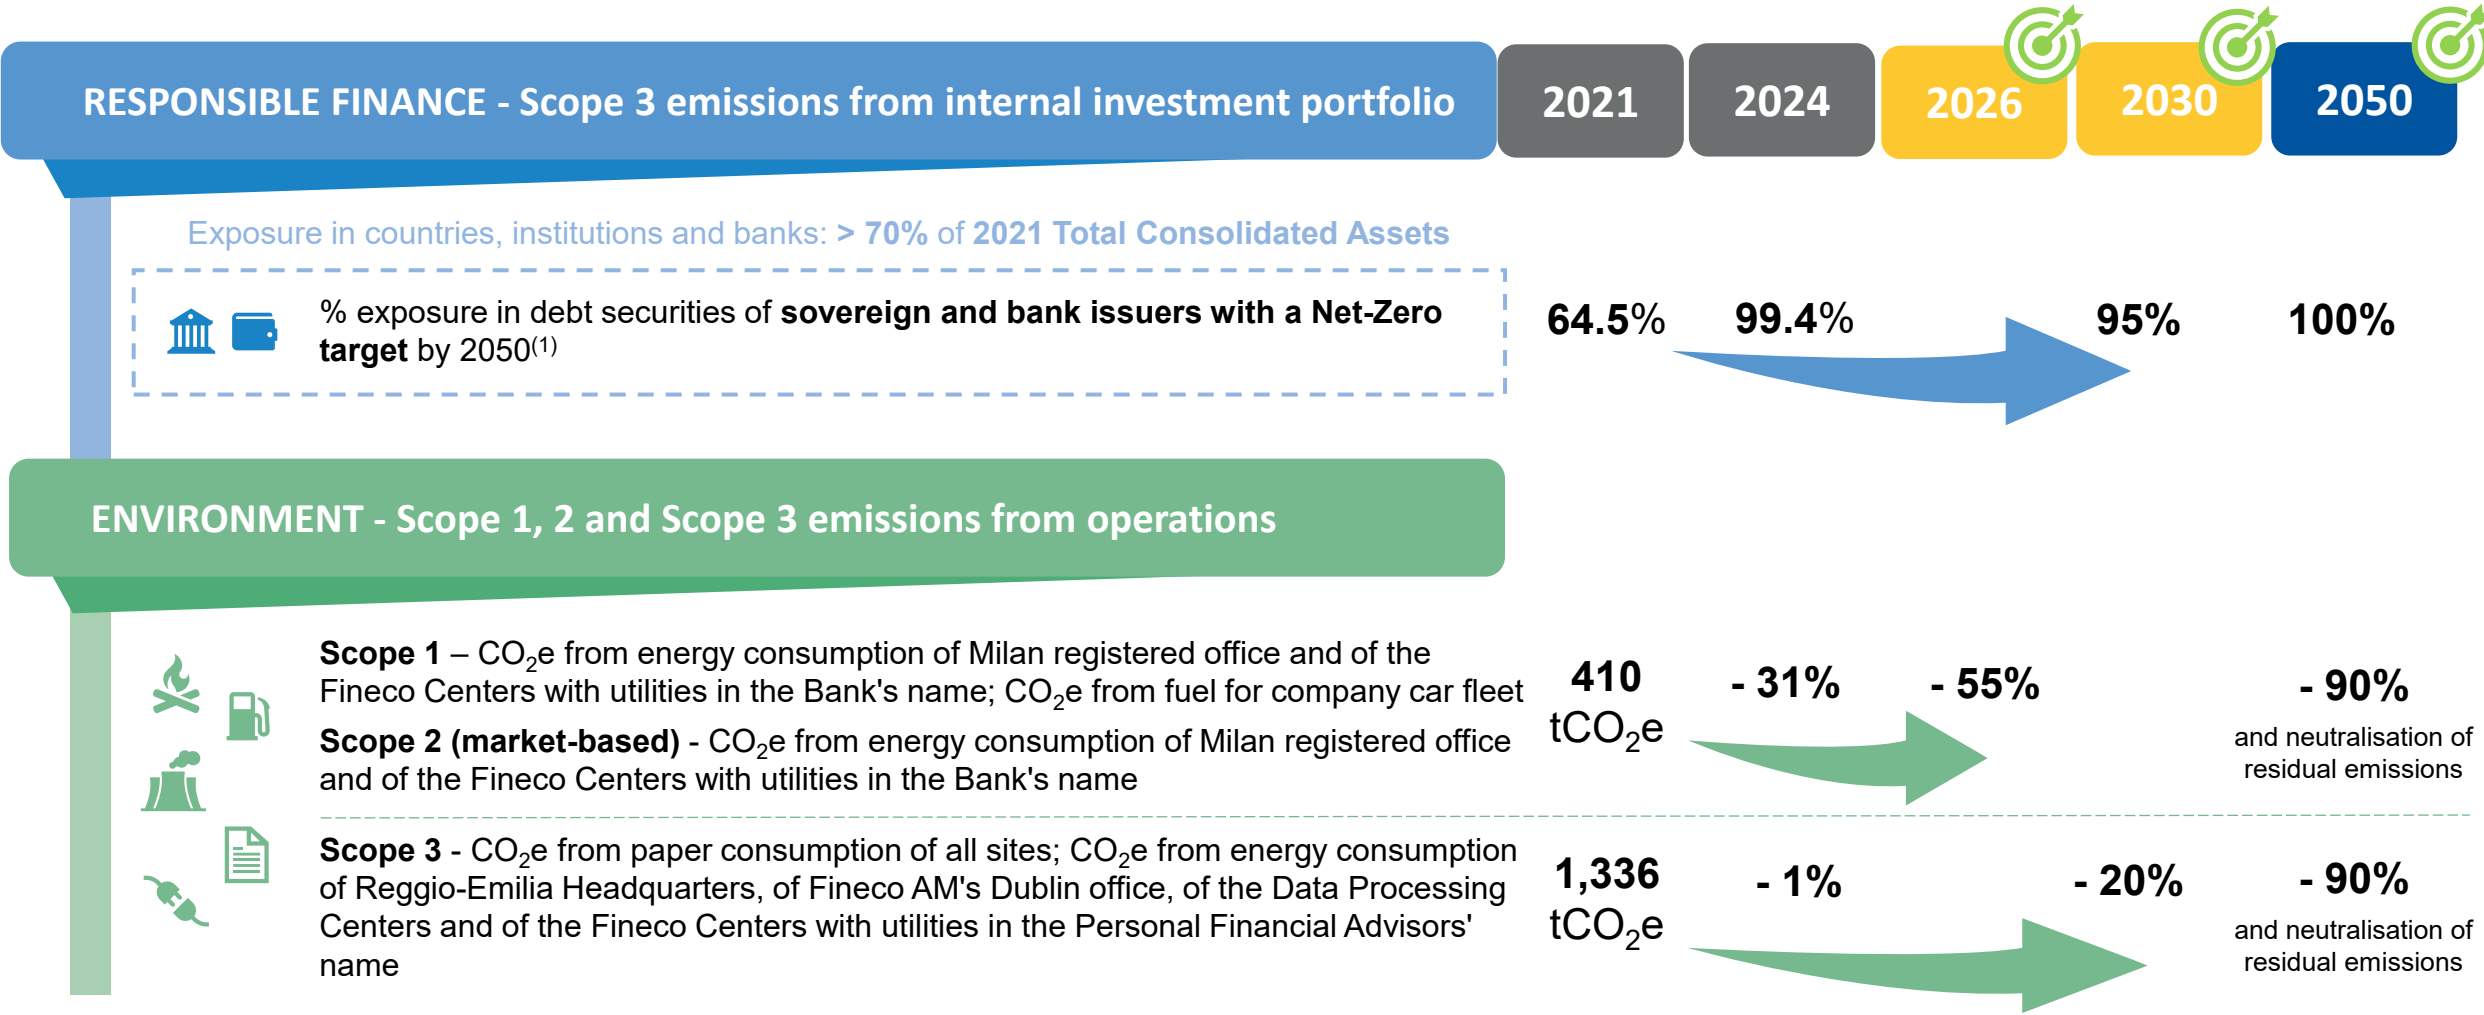 RESPONSIBLE FINANCE - Scope 3 emissions from internal investment portfolio
2021
2024
2026
2030
2050
Exposure in countries, institutions and banks: > 70% of 2021 Total Consolidated Assets
% exposure in debt securities of sovereign and bank issuers with a Net-Zero
target by 2050(1)
64.5%
99.4%
95%
100%
ENVIRONMENT - Scope 1, 2 and Scope 3 emissions from operations
Scope 1 – CO2e from energy consumption of Milan registered office and of the
Fineco Centers with utilities in the Bank's name; CO2e from fuel for company car fleet
Scope 2 (market-based) - CO2e from energy consumption of Milan registered office
and of the Fineco Centers with utilities in the Bank's name
410
tCO2e
- 31%
- 55%
- 90%
and neutralisation of
residual emissions
Scope 3 - CO2e from paper consumption of all sites; CO2e from energy consumption
of Reggio-Emilia Headquarters, of Fineco AM's Dublin office, of the Data Processing
Centers and of the Fineco Centers with utilities in the Personal Financial Advisors'
name
1,336
tCO2e
- 1%
- 20%
- 90%
and neutralisation of
residual emissions